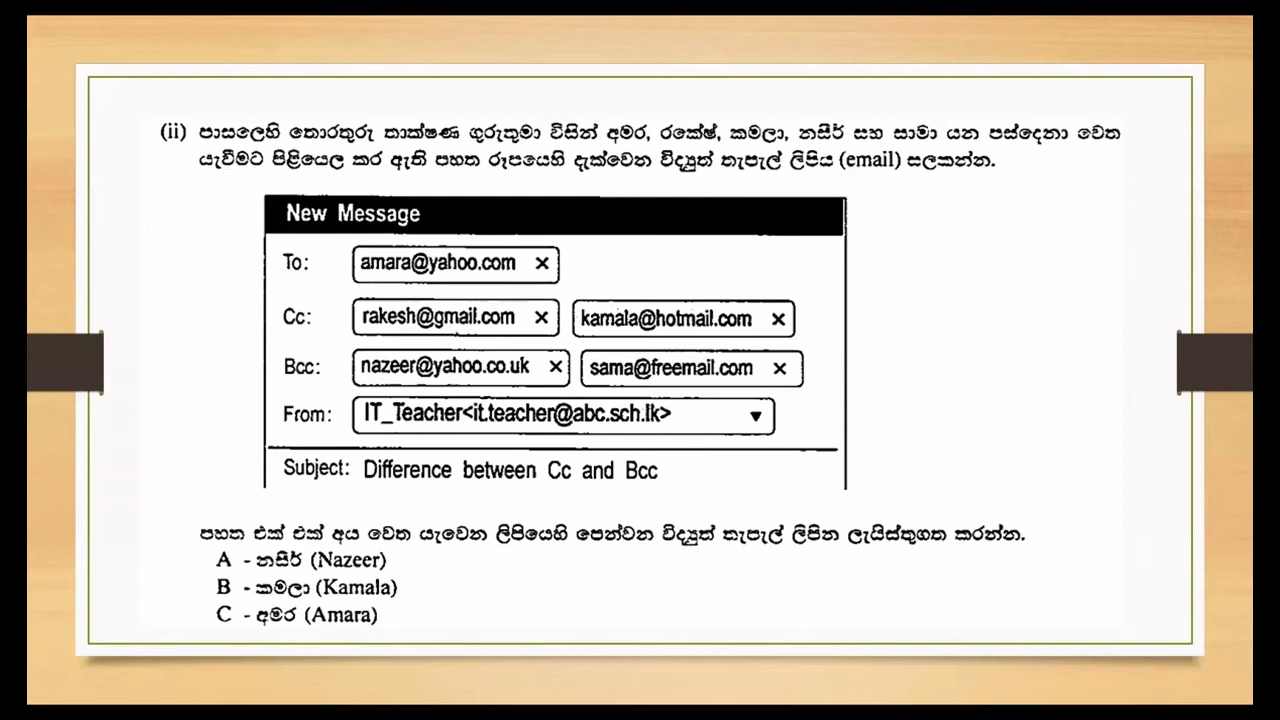 (ii) පාසලෙහි තොරතුරු තාක්ෂණ ගුරුතුමා විසින් අමර, රකේෂ්, කමලා, නසීර් සහ සාමා යන පස්දෙනා වෙත
යැවීමට පිළියෙල කර ඇති පහත රූපයෙහි දැක්වෙන විද්‍යුත් තැපැල් ලිපිය (email) සලකන්න.
New Message
To: amara@yahoo.com ×
Cc: rakesh@gmail.com × kamala@hotmail.com ×
Bcc: nazeer@yahoo.co.uk × sama@freemail.com ×
From: IT_Teacher<it.teacher@abc.sch.lk> ▼
Subject: Difference between Cc and Bcc
පහත එක් එක් අය වෙත යැවෙන ලිපියෙහි පෙන්වන විද්‍යුත් තැපැල් ලිපින ලැයිස්තුගත කරන්න.
A - නසීර් (Nazeer)
B - කමලා (Kamala)
C - අමර (Amara)